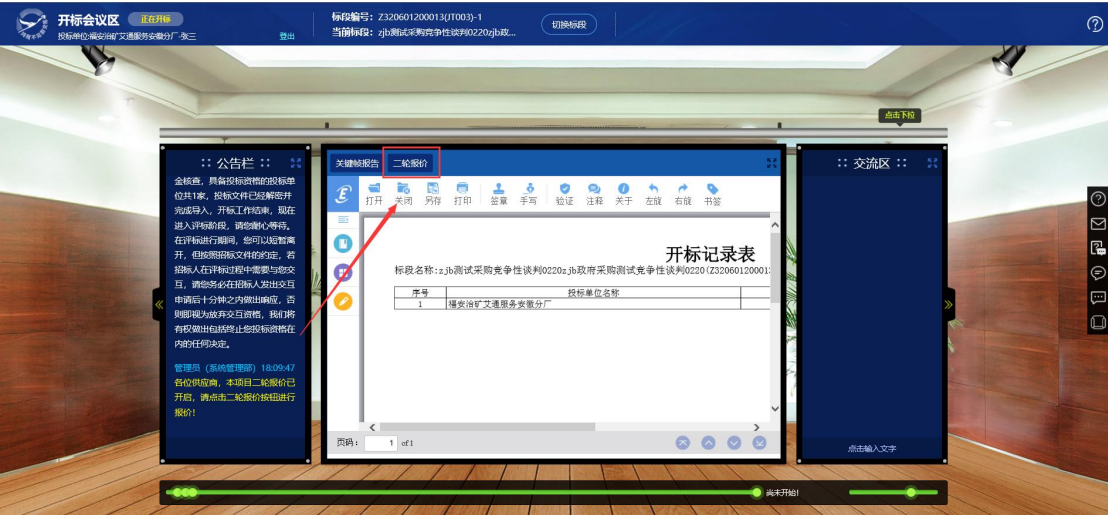 开标会议区 正在开标
投标单位:福安治矿艾通服务安徽分厂-张三 登出
标段编号: Z320601200013(JT003)-1
当前标段: zjb测试采购竞争性谈判0220zjb政...
切换标段
点击下拉
:: 公告栏 ::
金核查，具备投标资格的投标单
位共1家，投标文件已经解密并
完成导入，开标工作结束，现在
进入评标阶段，请您耐心等待。
在评标进行期间，您可以短暂离
开，但按照招标文件的约定，若
招标人在评标过程中需要与您交
互，请您务必在招标人发出交互
申请后十分钟之内做出响应，否
则即视为放弃交互资格，我们将
有权做出包括终止您投标资格在
内的任何决定。
管理员（系统管理部）18:09:47
各位供应商，本项目二轮报价已
开启，请点击二轮报价按钮进行
报价！
关键帧报告 二轮报价
打开 关闭 另存 打印 签章 手写 验证 注释 关于 左旋 右旋 书签
开标记录表
标段名称:zjb测试采购竞争性谈判0220zjb政府采购测试竞争性谈判0220(Z32060120001
序号 投标单位名称
1 福安治矿艾通服务安徽分厂
页码: 1 of1
:: 交流区 ::
点击输入文字
尚未开始!